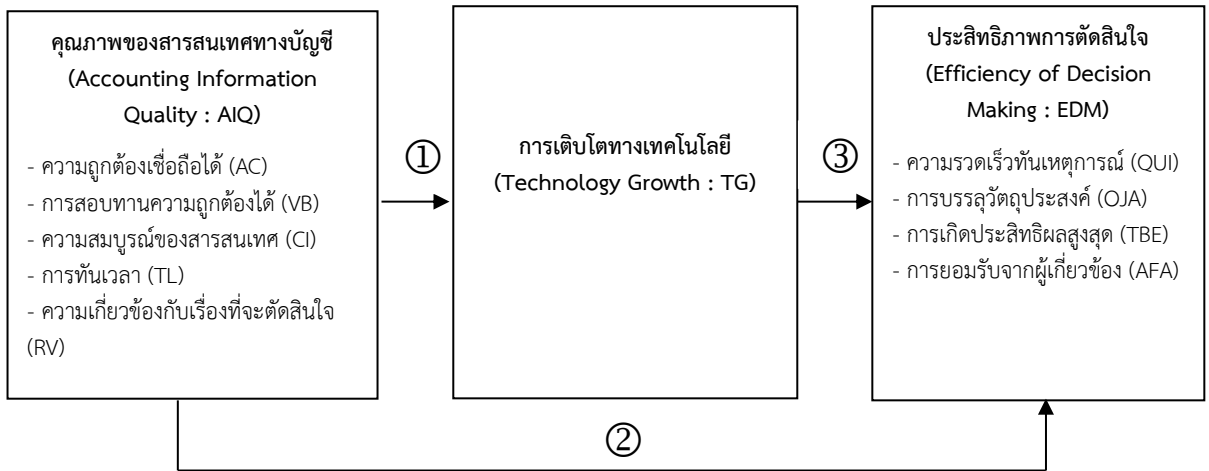 คุณภาพของสารสนเทศทางบัญชี
(Accounting Information
Quality : AIQ)
- ความถูกต้องเชื่อถือได้ (AC)
- การสอบทานความถูกต้องได้ (VB)
- ความสมบูรณ์ของสารสนเทศ (CI)
- การทันเวลา (TL)
- ความเกี่ยวข้องกับเรื่องที่จะตัดสินใจ
(RV)
①
การเติบโตทางเทคโนโลยี
(Technology Growth : TG)
③
ประสิทธิภาพการตัดสินใจ
(Efficiency of Decision
Making : EDM)
- ความรวดเร็วทันเหตุการณ์ (QUI)
- การบรรลุวัตถุประสงค์ (OJA)
- การเกิดประสิทธิผลสูงสุด (TBE)
- การยอมรับจากผู้เกี่ยวข้อง (AFA)
②